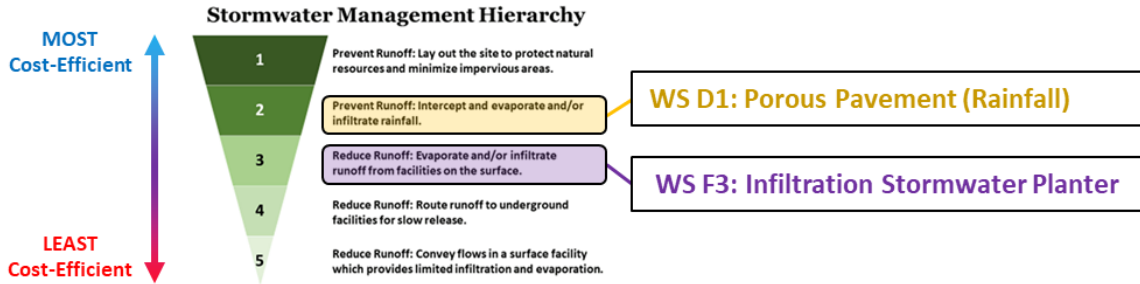 Stormwater Management Hierarchy
MOST
Cost-Efficient
1
Prevent Runoff: Lay out the site to protect natural
resources and minimize impervious areas.
2
Prevent Runoff: Intercept and evaporate and/or
infiltrate rainfall.
WS D1: Porous Pavement (Rainfall)
3
Reduce Runoff: Evaporate and/or infiltrate
runoff from facilities on the surface.
WS F3: Infiltration Stormwater Planter
4
Reduce Runoff: Route runoff to underground
facilities for slow release.
LEAST
Cost-Efficient
5
Reduce Runoff: Convey flows in a surface facility
which provides limited infiltration and evaporation.